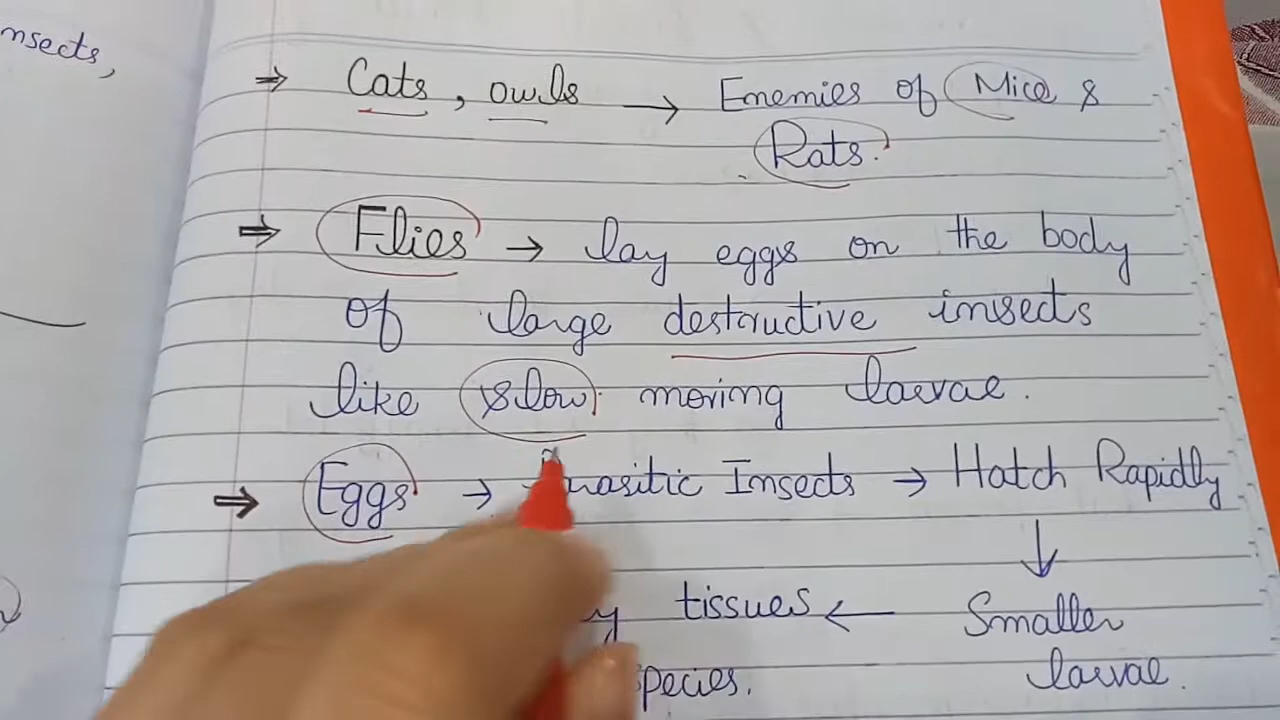 nsects,
⇒ Cats, owls → Enemies of Mice &
Rats.
⇒ Flies → lay eggs on the body
of large destructive insects
like slow moving larvae.
⇒ Eggs → Insects → Hatch Rapidly
↓
tissues ← Smaller
larvae.